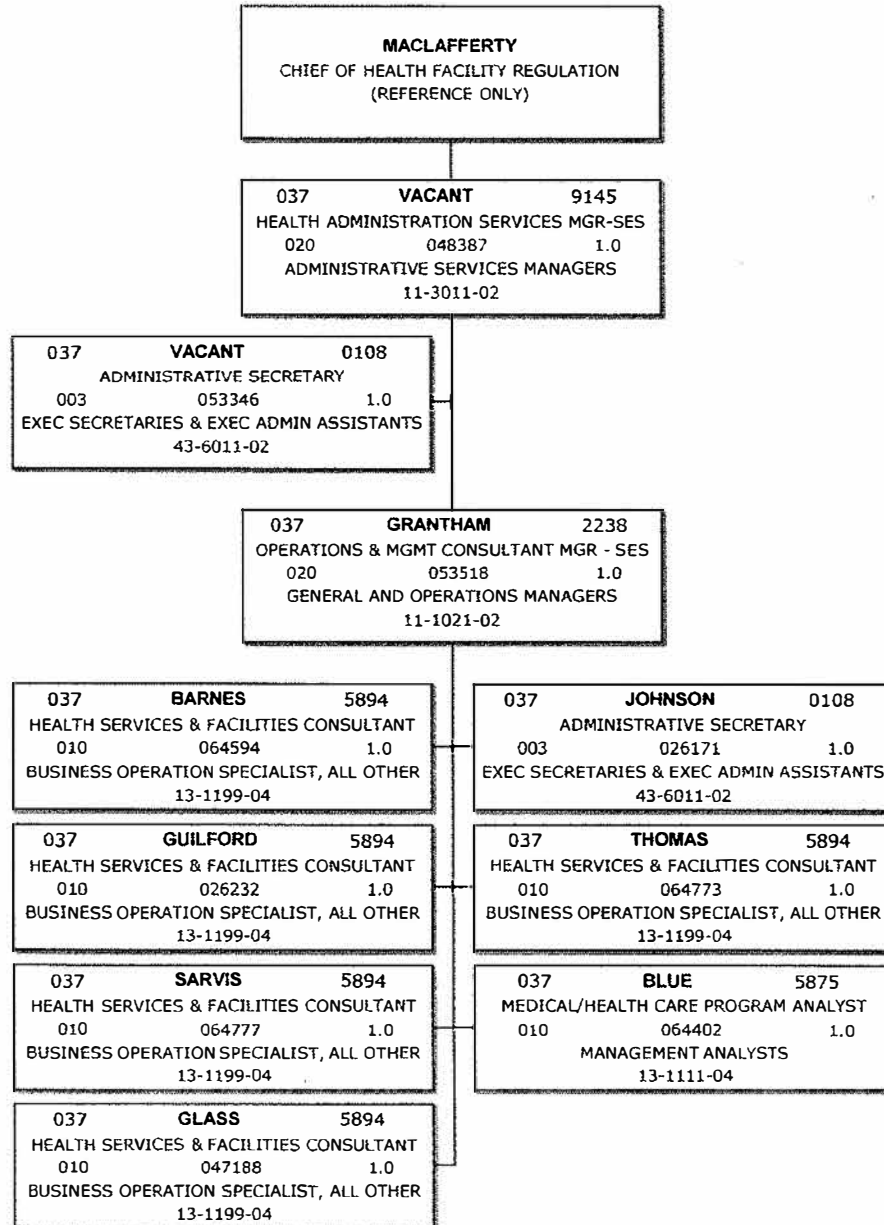 MACLAFFERTY
CHIEF OF HEALTH FACILITY REGULATION
(REFERENCE ONLY)
037 VACANT 9145
HEALTH ADMINISTRATION SERVICES MGR-SES
020 048387 1.0
ADMINISTRATIVE SERVICES MANAGERS
11-3011-02
037 VACANT 0108
ADMINISTRATIVE SECRETARY
003 053346 1.0
EXEC SECRETARIES & EXEC ADMIN ASSISTANTS
43-6011-02
037 GRANTHAM 2238
OPERATIONS & MGMT CONSULTANT MGR - SES
020 053518 1.0
GENERAL AND OPERATIONS MANAGERS
11-1021-02
037 BARNES 5894
HEALTH SERVICES & FACILITIES CONSULTANT
010 064594 1.0
BUSINESS OPERATION SPECIALIST, ALL OTHER
13-1199-04
037 JOHNSON 0108
ADMINISTRATIVE SECRETARY
003 026171 1.0
EXEC SECRETARIES & EXEC ADMIN ASSISTANTS
43-6011-02
037 GUILFORD 5894
HEALTH SERVICES & FACILITIES CONSULTANT
010 026232 1.0
BUSINESS OPERATION SPECIALIST, ALL OTHER
13-1199-04
037 THOMAS 5894
HEALTH SERVICES & FACILITIES CONSULTANT
010 064773 1.0
BUSINESS OPERATION SPECIALIST, ALL OTHER
13-1199-04
037 SARVIS 5894
HEALTH SERVICES & FACILITIES CONSULTANT
010 064777 1.0
BUSINESS OPERATION SPECIALIST, ALL OTHER
13-1199-04
037 BLUE 5875
MEDICAL/HEALTH CARE PROGRAM ANALYST
010 064402 1.0
MANAGEMENT ANALYSTS
13-1111-04
037 GLASS 5894
HEALTH SERVICES & FACILITIES CONSULTANT
010 047188 1.0
BUSINESS OPERATION SPECIALIST, ALL OTHER
13-1199-04